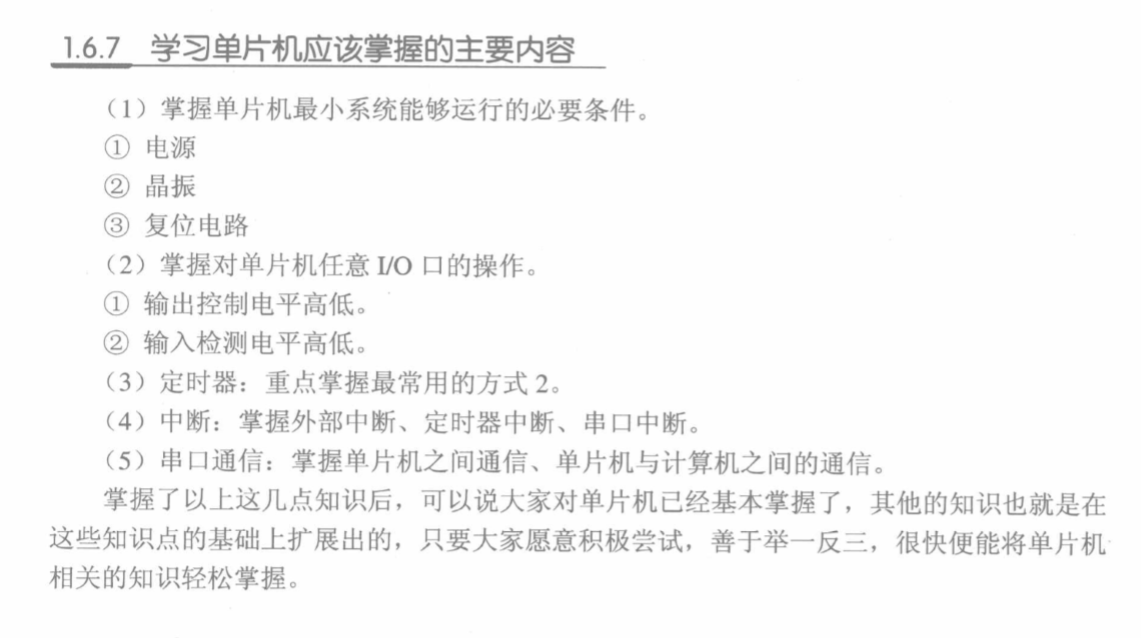 1.6.7 学习单片机应该掌握的主要内容
（1）掌握单片机最小系统能够运行的必要条件。
① 电源
② 晶振
③ 复位电路
（2）掌握对单片机任意 I/O 口的操作。
① 输出控制电平高低。
② 输入检测电平高低。
（3）定时器：重点掌握最常用的方式 2。
（4）中断：掌握外部中断、定时器中断、串口中断。
（5）串口通信：掌握单片机之间通信、单片机与计算机之间的通信。
掌握了以上这几点知识后，可以说大家对单片机已经基本掌握了，其他的知识也就是在
这些知识点的基础上扩展出的，只要大家愿意积极尝试，善于举一反三，很快便能将单片机
相关的知识轻松掌握。